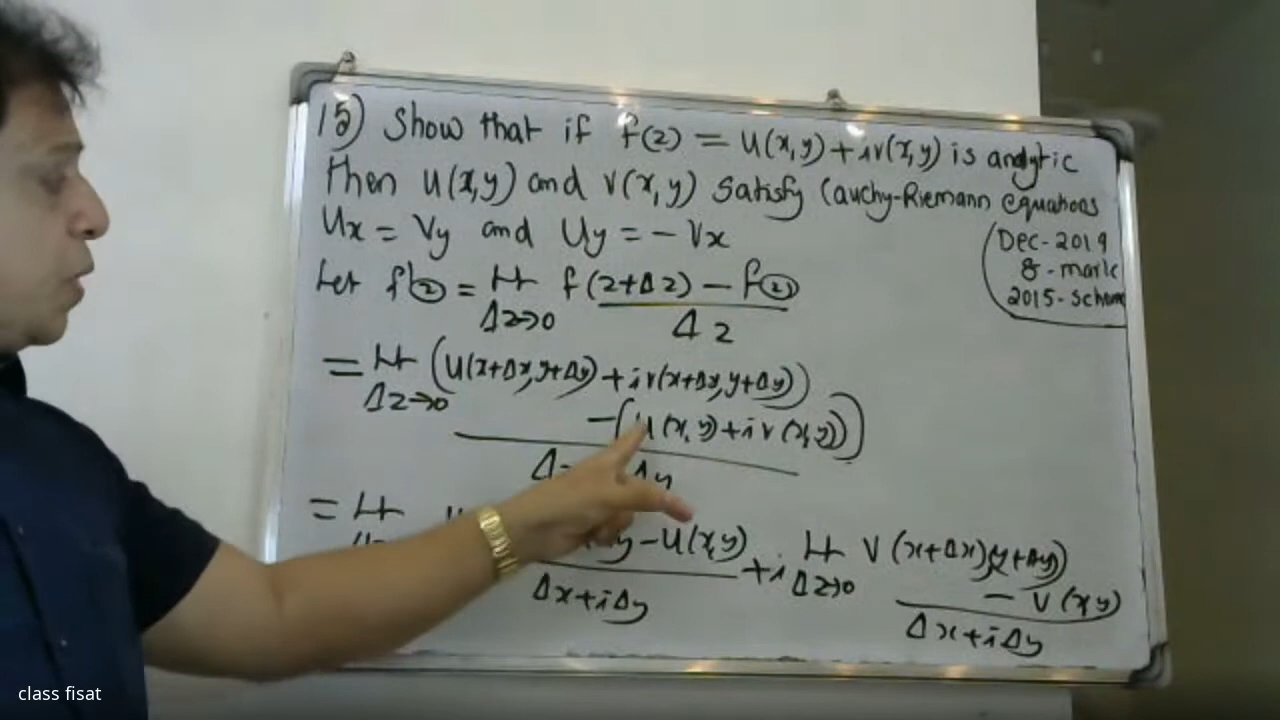 15) Show that if f(z) = u(x,y)+iv(x,y) is analytic
then u(x,y) and v(x,y) satisfy Cauchy-Riemann equations
Ux = Vy and Uy = - Vx
(Dec-2019
8-mark
2015-Scheme
Let f'(z) = Lt f(z+Δz) - f(z)
Δz→0 Δz
= Lt (u(x+Δx,y+Δy) + iv(x+Δx,y+Δy))
Δz→0 -(u(x,y)+iv(x,y))
= Lt
y-u(x,y) + i Lt v(x+Δx)(y+Δy)
Δz→0 - v(x,y)
Δx+iΔy Δx+iΔy
class fisat